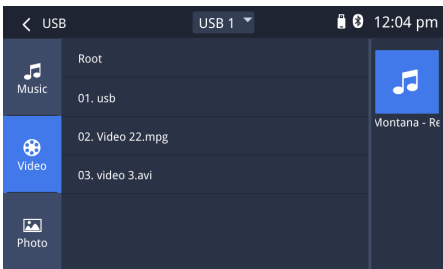 USB
USB 1
12:04 pm
Music
Video
Photo
Root
01. usb
02. Video 22.mpg
03. video 3.avi
Montana - Re